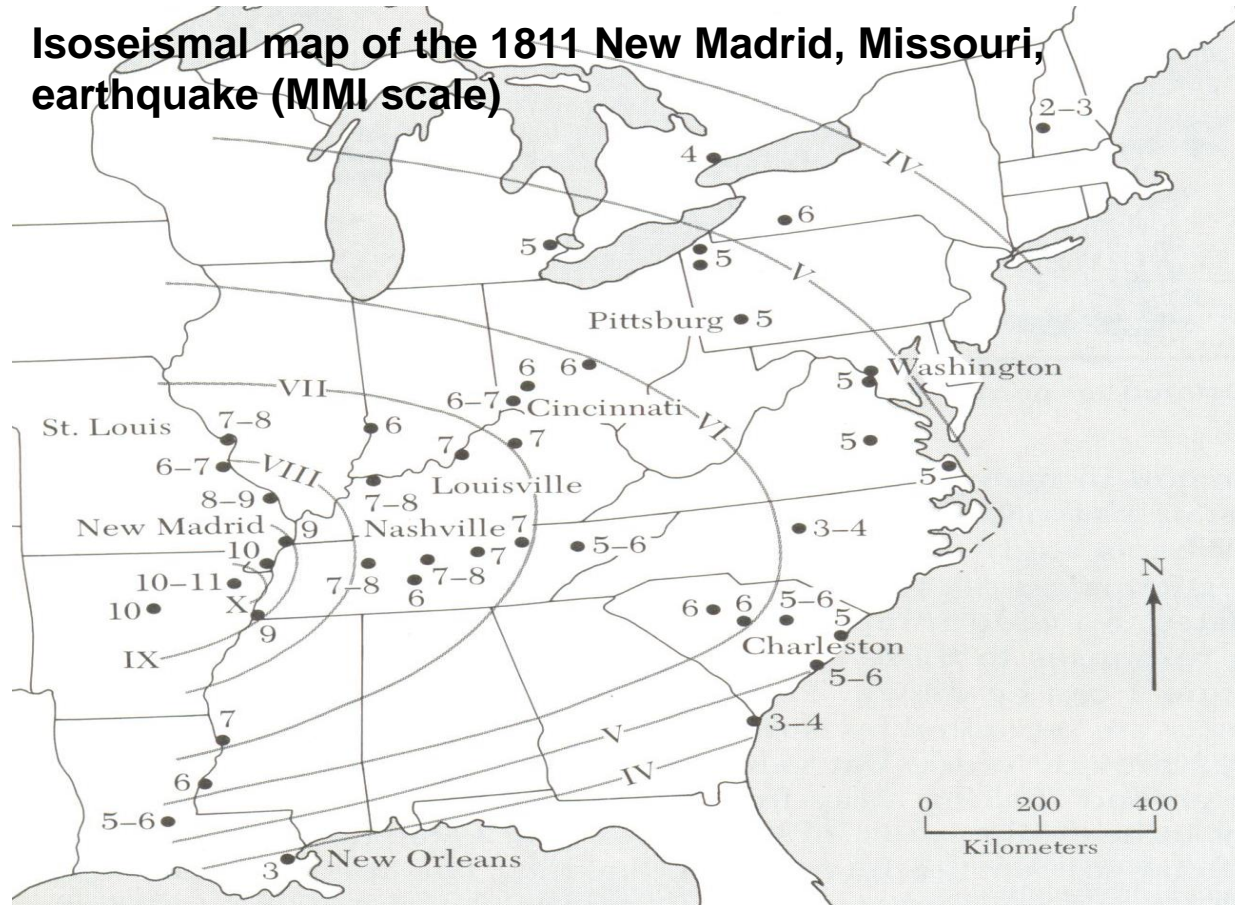 Isoseismal map of the 1811 New Madrid, Missouri,
earthquake (MMI scale)
2–3
4
IV
6
5
5
V
Pittsburg
5
Washington
5
6
6
VII
6–7
Cincinnati
St. Louis
7–8
6
VI
7
7
5
6–7
VIII
5
8–9
7–8
Louisville
New Madrid
9
Nashville
7
3–4
10
5–6
7
10–11
7–8
7–8
N
10
X
6
6
6
5–6
5
9
Charleston
IX
5–6
7
3–4
V
6
IV
0 200 400
5–6
Kilometers
New Orleans
3